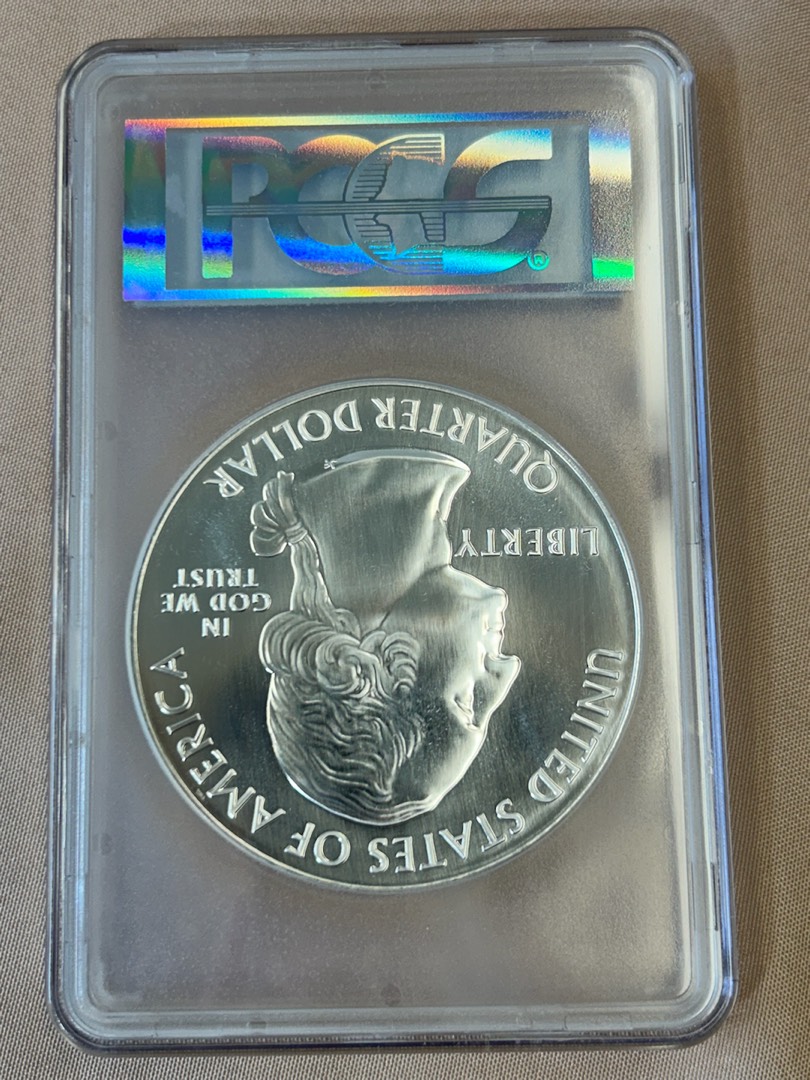 PCGS
UNITED STATES OF AMERICA
LIBERTY
IN
GOD WE
TRUST
QUARTER DOLLAR